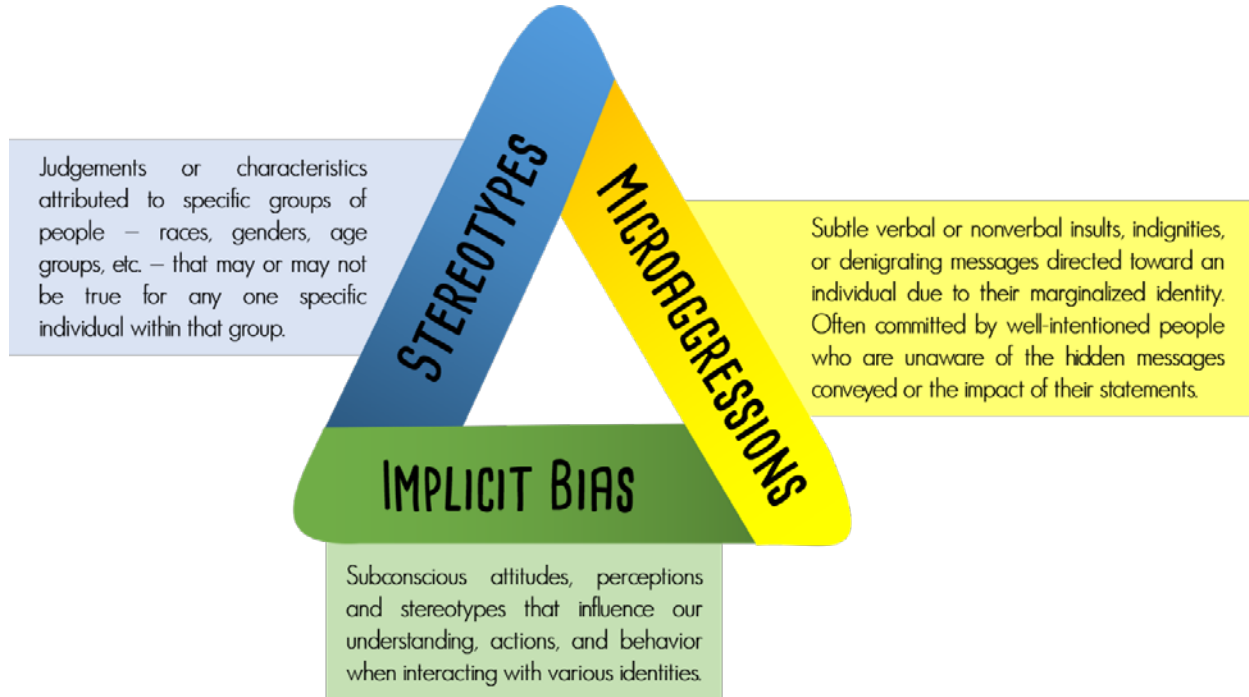 STEREOTYPES
Judgements or characteristics
attributed to specific groups of
people – races, genders, age
groups, etc. – that may or may not
be true for any one specific
individual within that group.
MICROAGGRESSIONS
Subtle verbal or nonverbal insults, indignities,
or denigrating messages directed toward an
individual due to their marginalized identity.
Often committed by well-intentioned people
who are unaware of the hidden messages
conveyed or the impact of their statements.
IMPLICIT BIAS
Subconscious attitudes, perceptions
and stereotypes that influence our
understanding, actions, and behavior
when interacting with various identities.